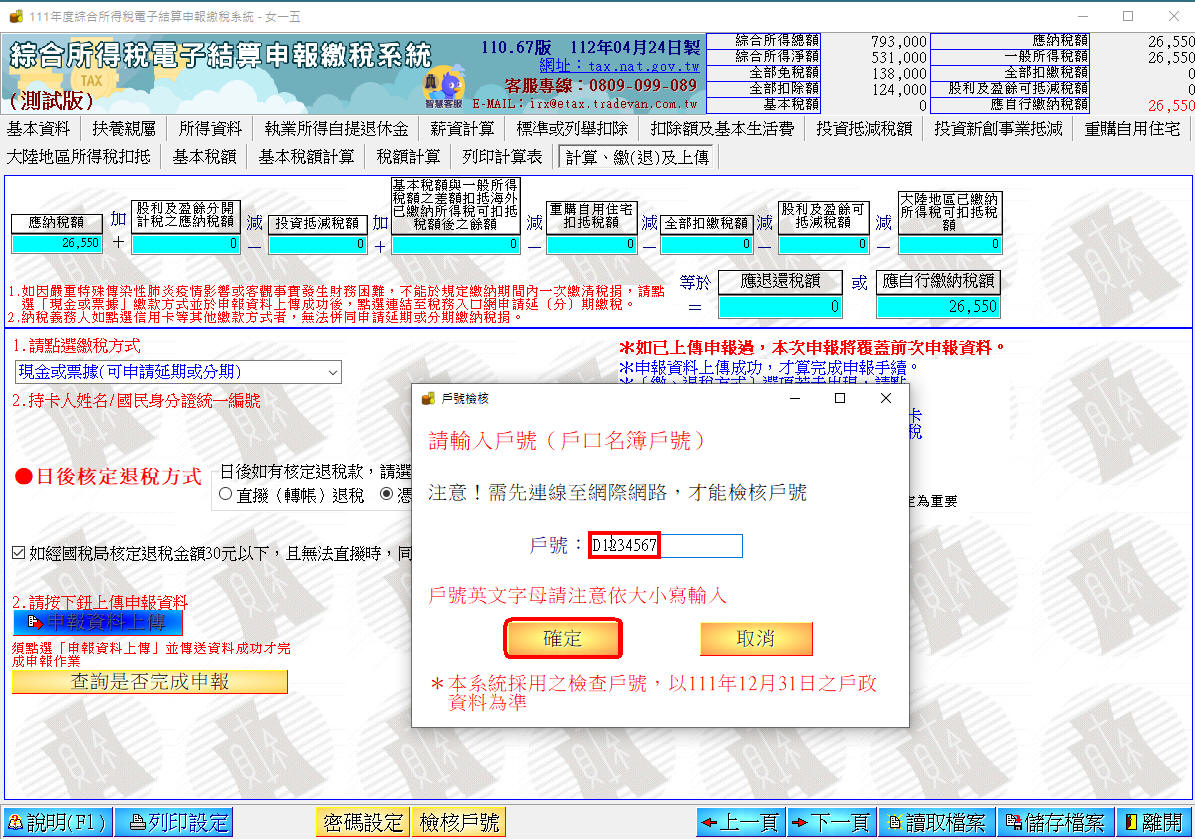 111年度綜合所得稅電子結算申報繳稅系統 - 女一五
綜合所得稅電子結算申報繳稅系統
(測試版)
TAX
110.67版 112年04月24日製
網址：tax.nat.gov.tw
客服專線：0809-099-089
E-MAIL：irx@etax.tradevan.com.tw
智慧客服
綜合所得總額 793,000
綜合所得淨額 531,000
全部免稅額 138,000
全部扣除額 124,000
基本稅額 0
應納稅額 26,550
一般所得稅額 26,550
全部扣繳稅額 0
股利及盈餘可抵減稅額 0
應自行繳納稅額 26,550
基本資料 扶養親屬 所得資料 執業所得自提退休金 薪資計算 標準或列舉扣除 扣除額及基本生活費 投資抵減稅額 投資新創事業抵減 重購自用住宅
大陸地區所得稅扣抵 基本稅額 基本稅額計算 稅額計算 列印計算表 計算、繳(退)及上傳
應納稅額
26,550
加
+
股利及盈餘分開
計稅之應納稅額
0
減
—
投資抵減稅額
0
加
+
基本稅額與一般所得
稅額之差額扣抵海外
已繳納所得稅可扣抵
稅額後之餘額
0
減
—
重購自用住宅
扣抵稅額
0
減
—
全部扣繳稅額
0
減
—
股利及盈餘可
抵減稅額
0
減
—
大陸地區已繳納
所得稅可扣抵稅
額
0
1.如因嚴重特殊傳染性肺炎疫情影響或客觀事實發生財務困難，不能於規定繳納期間內一次繳清稅捐，請點
選「現金或票據」繳款方式並於申報資料上傳成功後，點選連結至稅務入口網申請延（分）期繳稅。
2.納稅義務人如點選信用卡等其他繳款方式者，無法併同申請延期或分期繳納稅捐。
等於
＝
應退還稅額
0
或
應自行繳納稅額
26,550
1.請點選繳稅方式
現金或票據(可申請延期或分期)
2.持卡人姓名/國民身分證統一編號
＊如已上傳申報過，本次申報將覆蓋前次申報資料。
＊申報資料上傳成功，才算完成申報手續。
卡
稅
●日後核定退稅方式
日後如有核定退稅款，請選
直撥（轉帳）退稅 憑
定為重要
如經國稅局核定退稅金額30元以下，且無法直撥時，同
2.請按下鈕上傳申報資料
申報資料上傳
須點選「申報資料上傳」並傳送資料成功才完
成申報作業
查詢是否完成申報
戶號檢核
請輸入戶號（戶口名簿戶號）
注意！需先連線至網際網路，才能檢核戶號
戶號：D1234567
戶號英文字母請注意依大小寫輸入
確定 取消
＊本系統採用之檢查戶號，以111年12月31日之戶政
資料為準
說明(F1) 列印設定 密碼設定 檢核戶號 上一頁 下一頁 讀取檔案 儲存檔案 離開